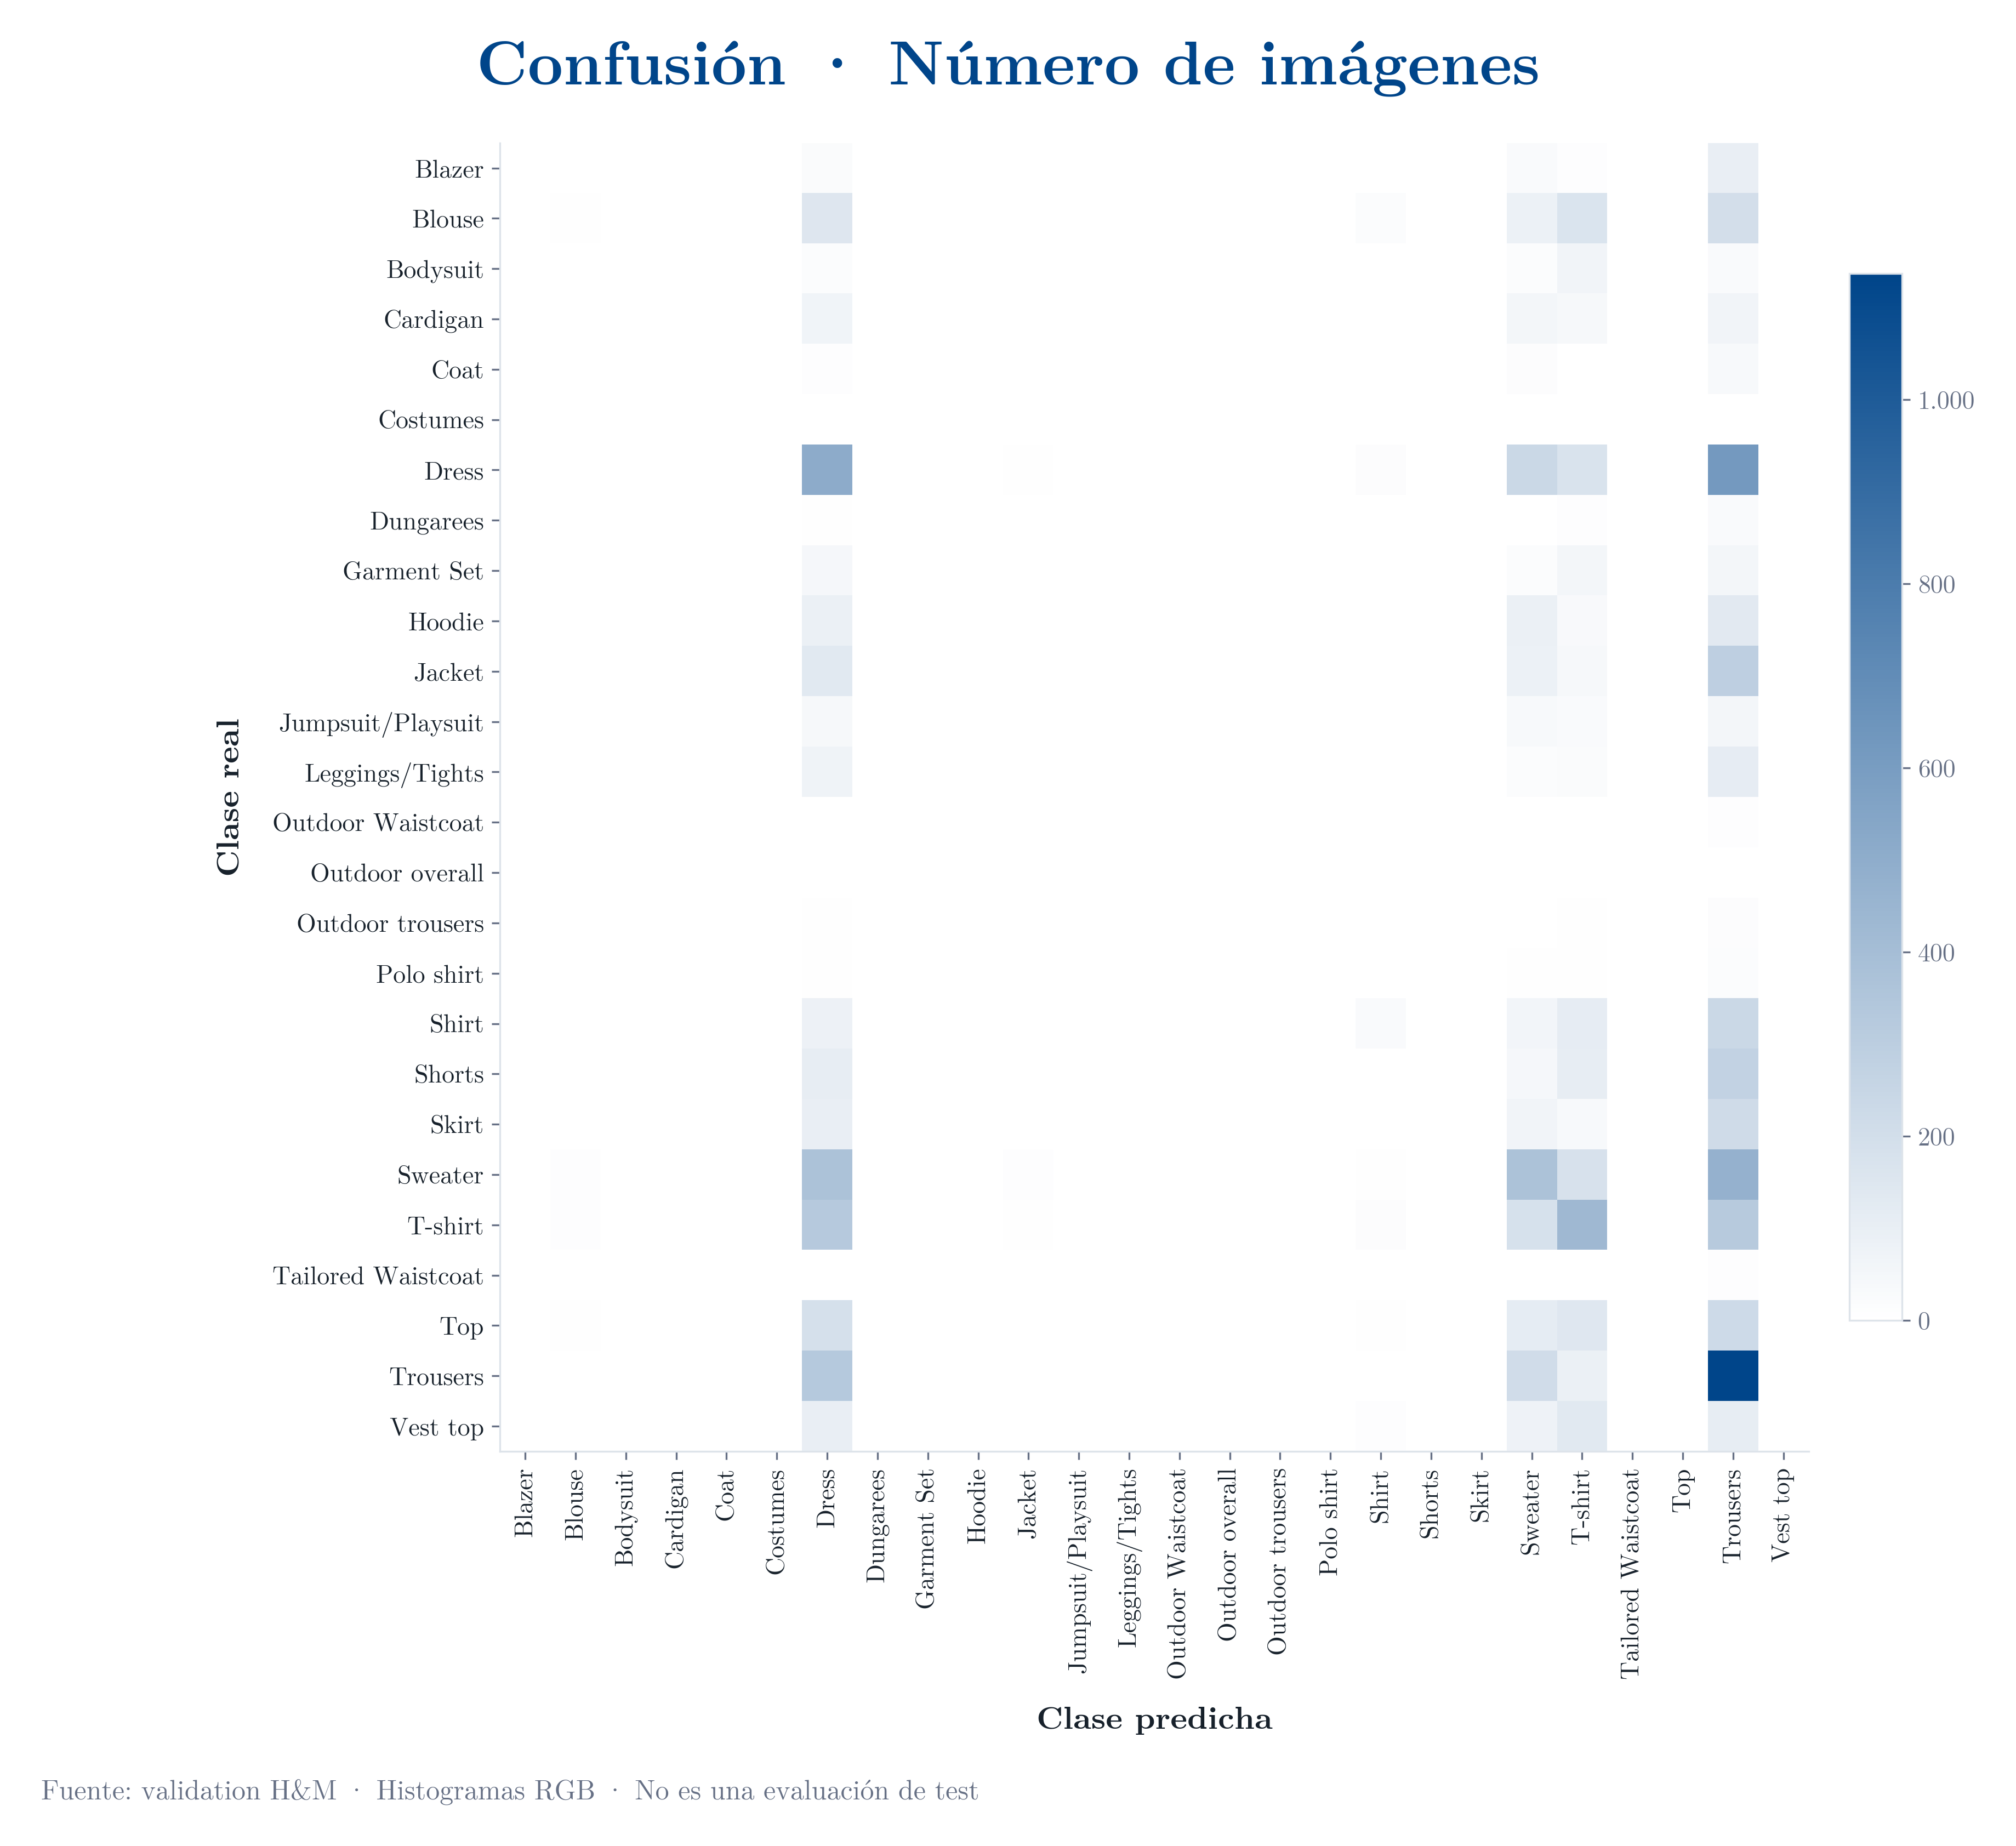 Confusión · Número de imágenes
Blazer
Blouse
Bodysuit
Cardigan
Coat
Costumes
Dress
Dungarees
Garment Set
Hoodie
Jacket
Jumpsuit/Playsuit
Leggings/Tights
Outdoor Waistcoat
Outdoor overall
Outdoor trousers
Polo shirt
Shirt
Shorts
Skirt
Sweater
T-shirt
Tailored Waistcoat
Top
Trousers
Vest top
Clase real
1.000
800
600
400
200
0
Blazer
Blouse
Bodysuit
Cardigan
Coat
Costumes
Dress
Dungarees
Garment Set
Hoodie
Jacket
Jumpsuit/Playsuit
Leggings/Tights
Outdoor Waistcoat
Outdoor overall
Outdoor trousers
Polo shirt
Shirt
Shorts
Skirt
Sweater
T-shirt
Tailored Waistcoat
Top
Trousers
Vest top
Clase predicha
Fuente: validation H&M · Histogramas RGB · No es una evaluación de test